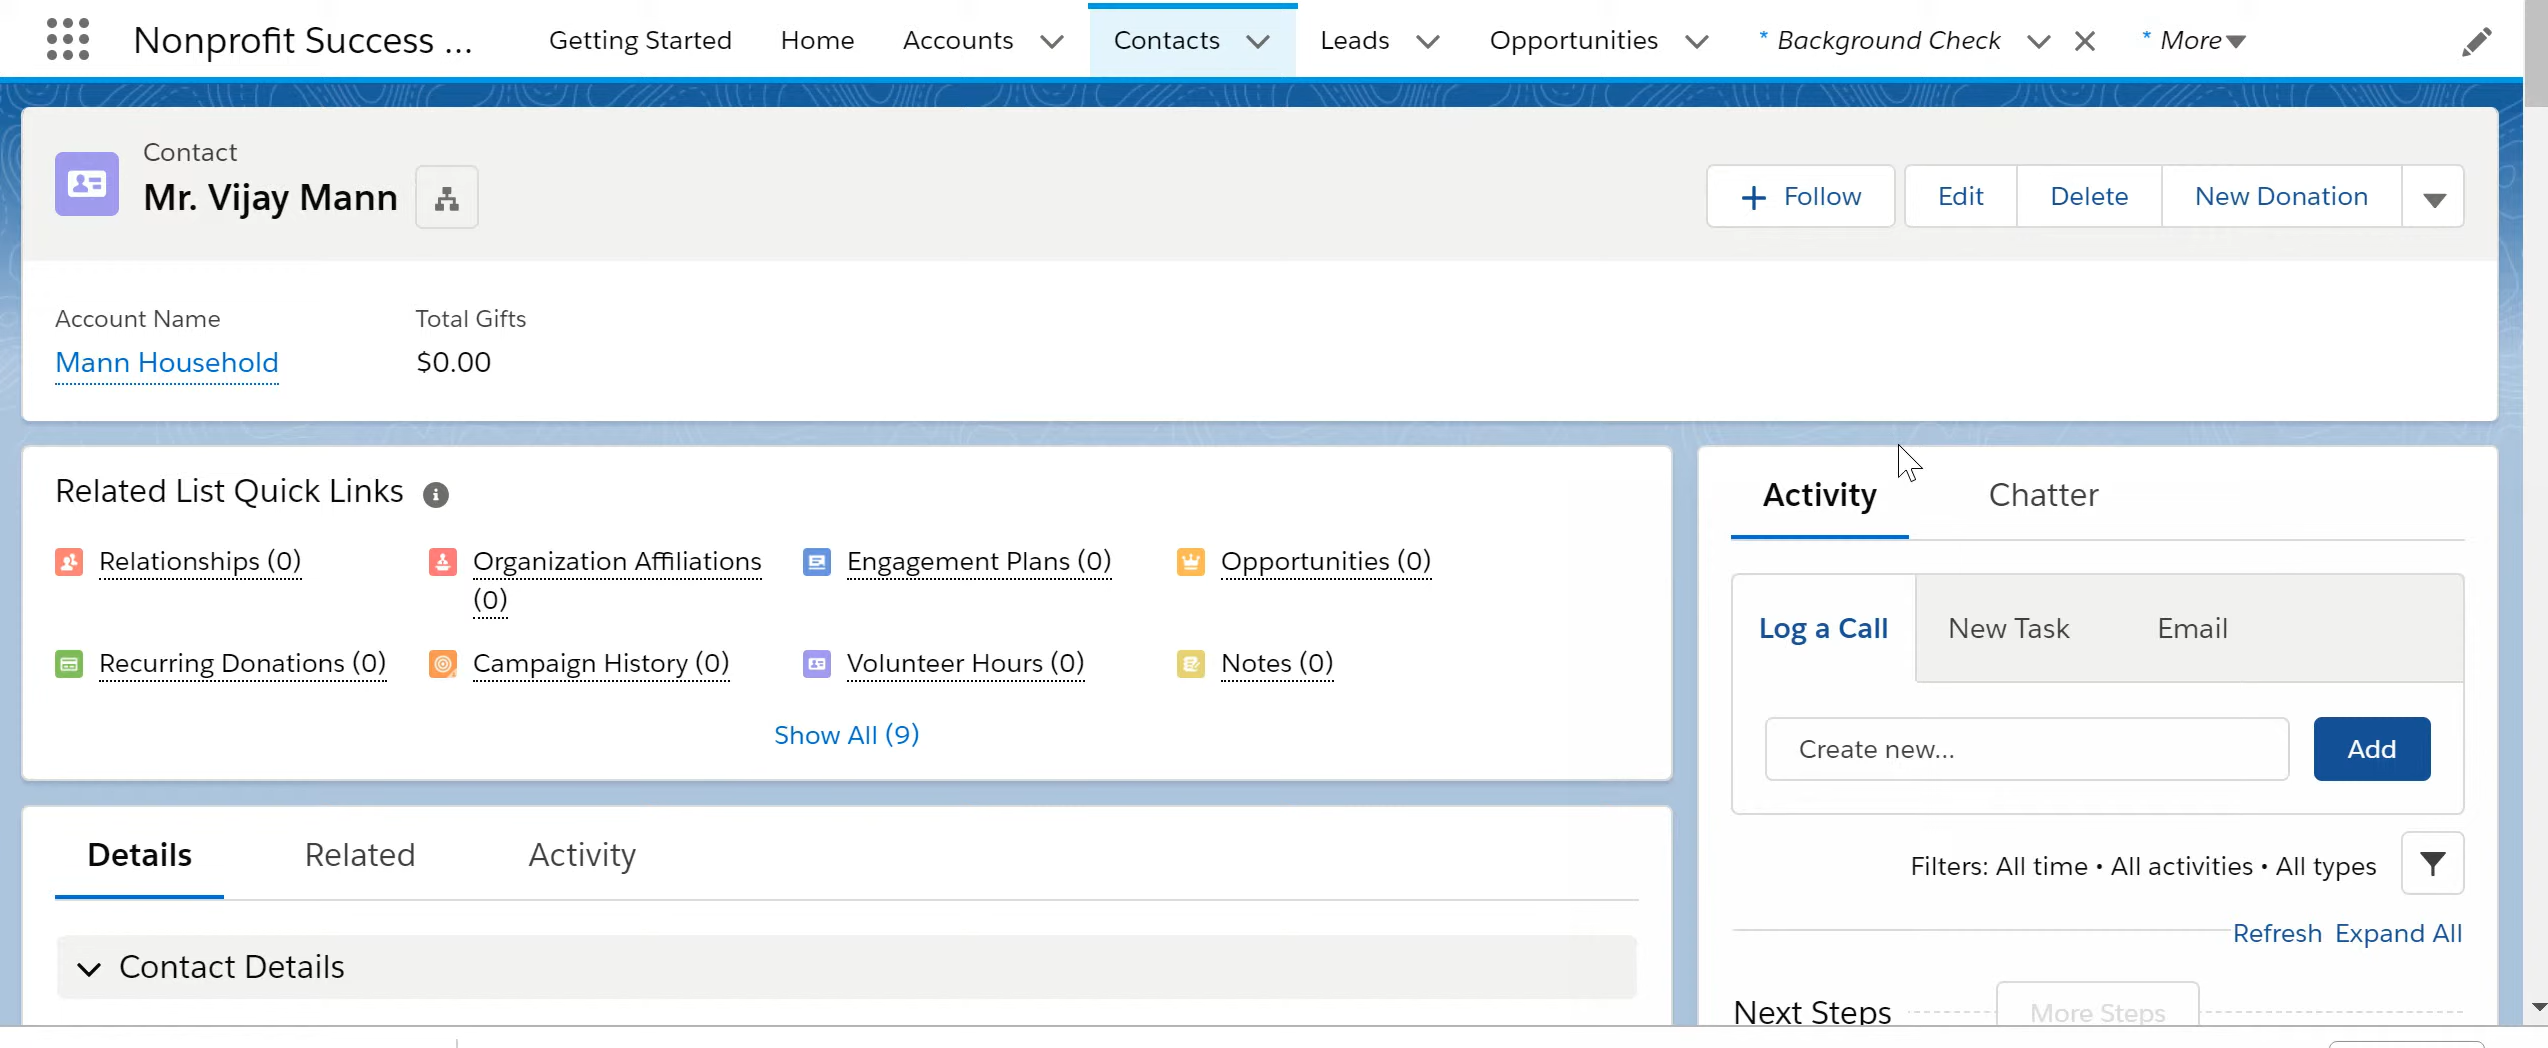 Nonprofit Success ...
Getting Started
Home
Accounts
Contacts
Leads
Opportunities
* Background Check
* More
Contact
Mr. Vijay Mann
Follow
Edit
Delete
New Donation
Account Name
Total Gifts
Mann Household
$0.00
Related List Quick Links
Relationships (0)
Organization Affiliations
(0)
Engagement Plans (0)
Opportunities (0)
Recurring Donations (0)
Campaign History (0)
Volunteer Hours (0)
Notes (0)
Show All (9)
Details
Related
Activity
Contact Details
Activity
Chatter
Log a Call
New Task
Email
Create new...
Add
Filters: All time • All activities • All types
Refresh
Expand All
Next Steps
More Steps